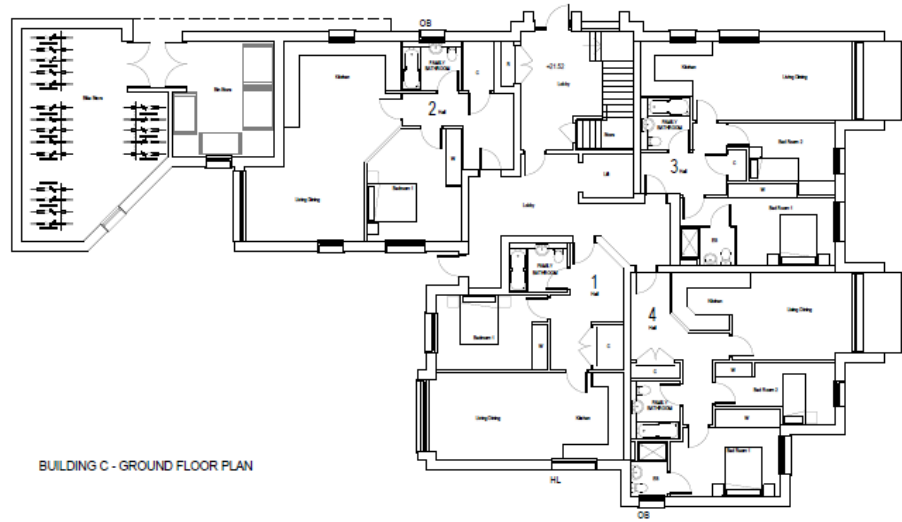 OB
Bike Store
Bin Store
Kitchen
FAMILY
BATHROOM
C
2
Hall
+21.52
Lobby
Store
Kitchen
Living Dining
FAMILY
BATHROOM
Bed Room 2
3
Hall
C
W
W
Bedroom 1
Living Dining
Lobby
Lift
Bed Room 1
FAMILY
BATHROOM
1
Hall
Kitchen
Living Dining
4
Hall
Bedroom 1
W
C
C
W
Bed Room 2
FAMILY
BATHROOM
W
Living Dining
Kitchen
Bed Room 1
BUILDING C - GROUND FLOOR PLAN
HL
OB